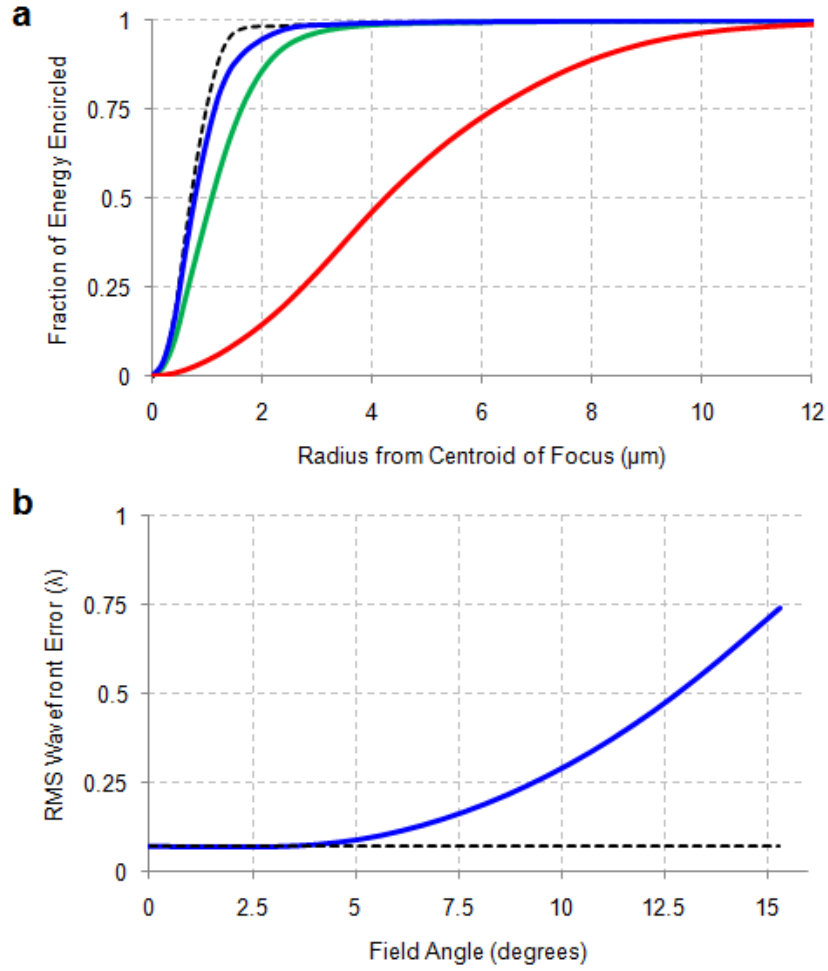 a
1
0.75
0.5
0.25
0
Fraction of Energy Encircled
0 2 4 6 8 10 12
Radius from Centroid of Focus (μm)
b
1
0.75
0.5
0.25
0
RMS Wavefront Error (λ)
0 2.5 5 7.5 10 12.5 15
Field Angle (degrees)